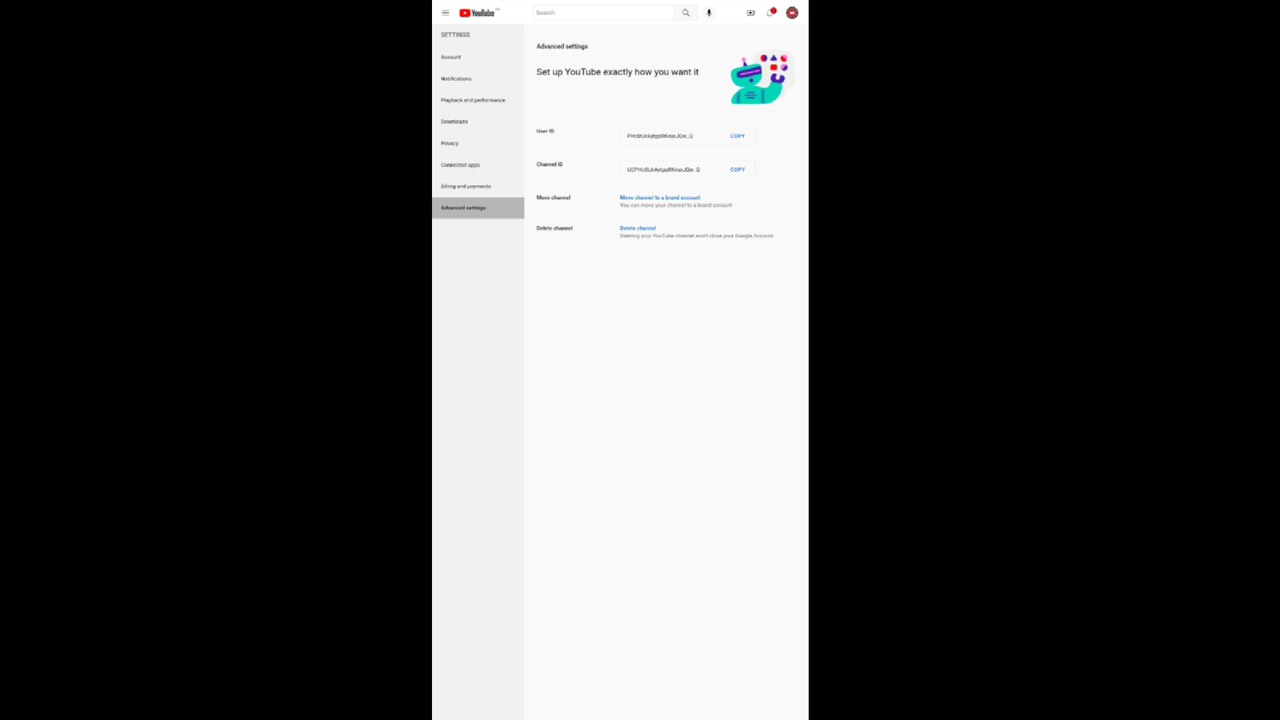 YouTube
Search
SETTINGS
Account
Notifications
Playback and performance
Downloads
Privacy
Connected apps
Billing and payments
Advanced settings
Advanced settings
Set up YouTube exactly how you want it
User ID
COPY
Channel ID
COPY
Move channel
Move channel to a brand account
You can move your channel to a brand account
Delete channel
Delete channel
Deleting your YouTube channel won't close your Google Account